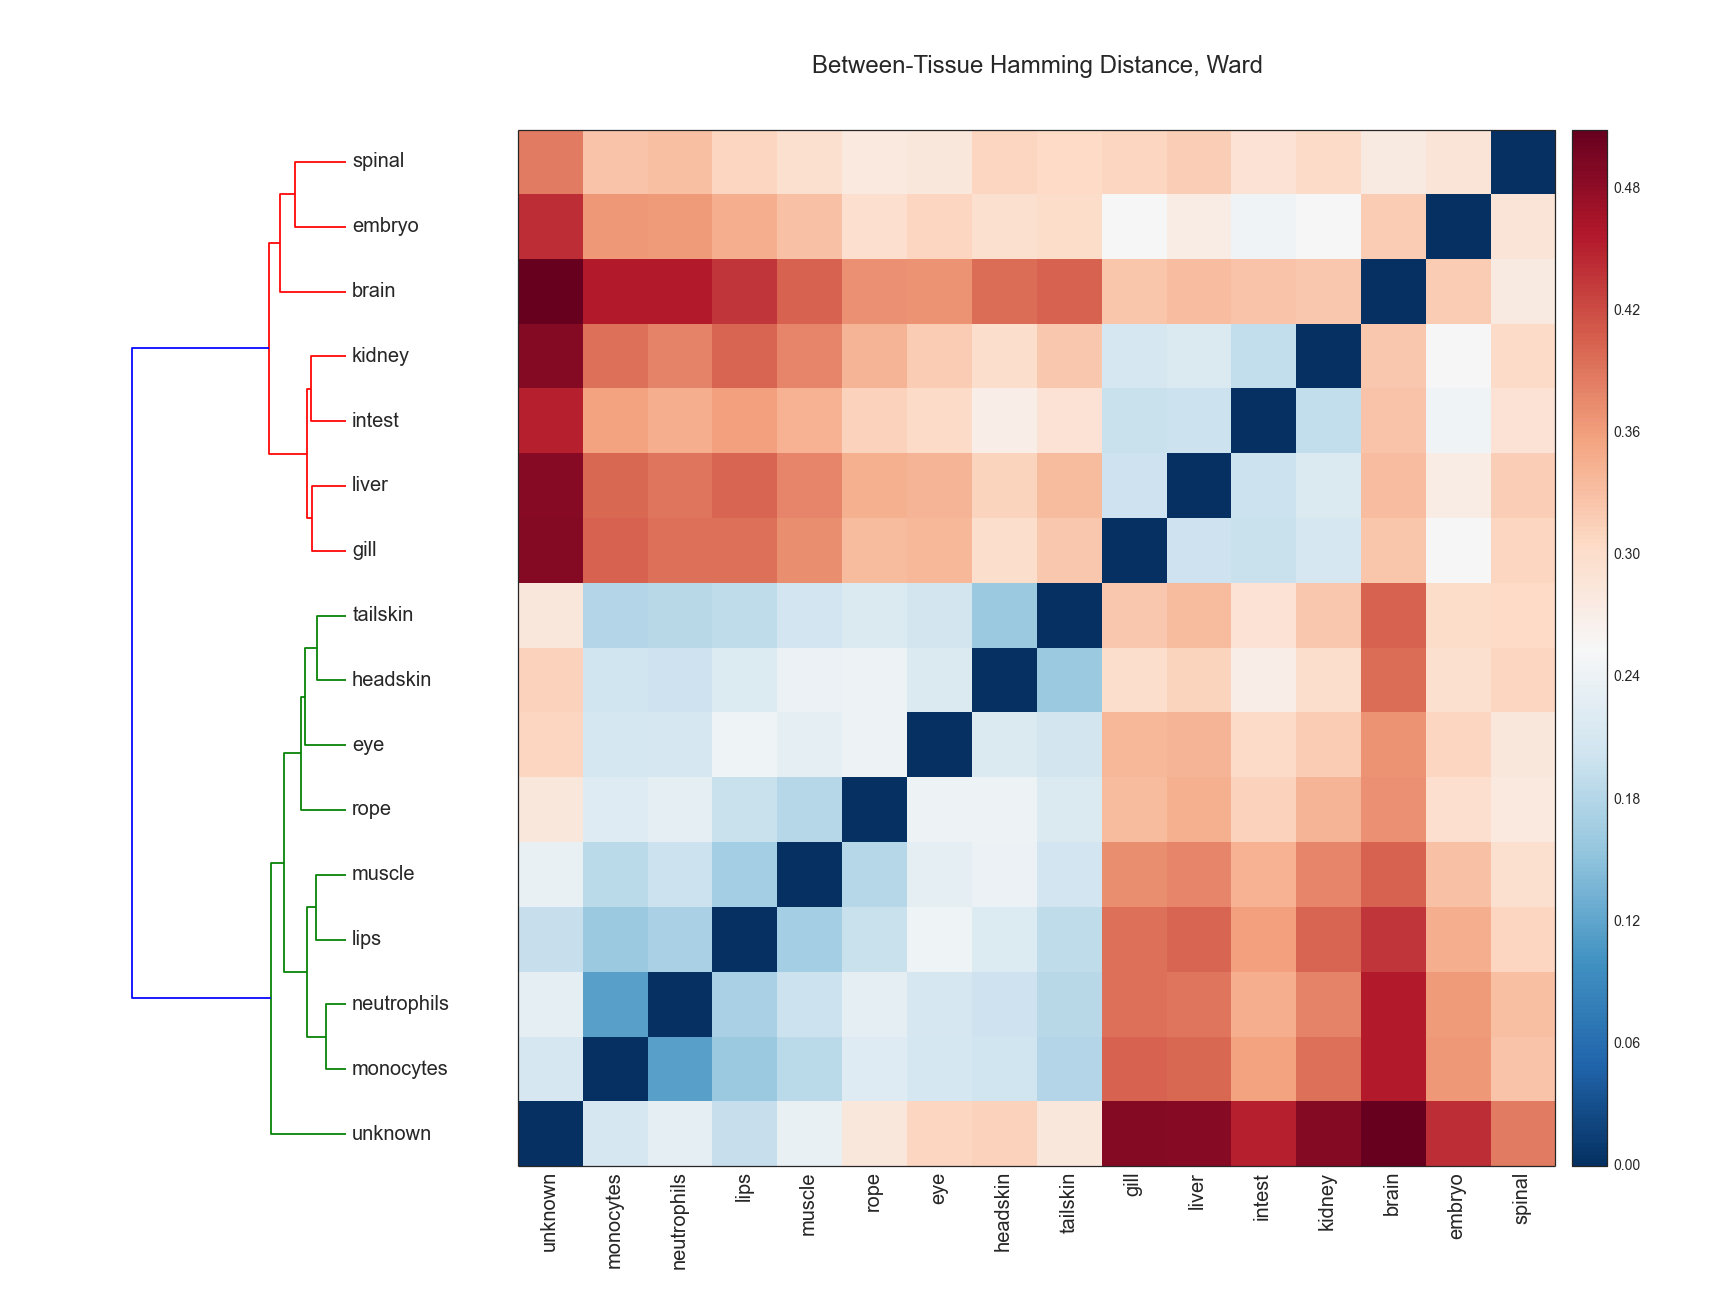 Between-Tissue Hamming Distance, Ward
spinal
embryo
brain
kidney
intest
liver
gill
tailskin
headskin
eye
rope
muscle
lips
neutrophils
monocytes
unknown
0.48
0.42
0.36
0.30
0.24
0.18
0.12
0.06
0.00
unknown
monocytes
neutrophils
lips
muscle
rope
eye
headskin
tailskin
gill
liver
intest
kidney
brain
embryo
spinal